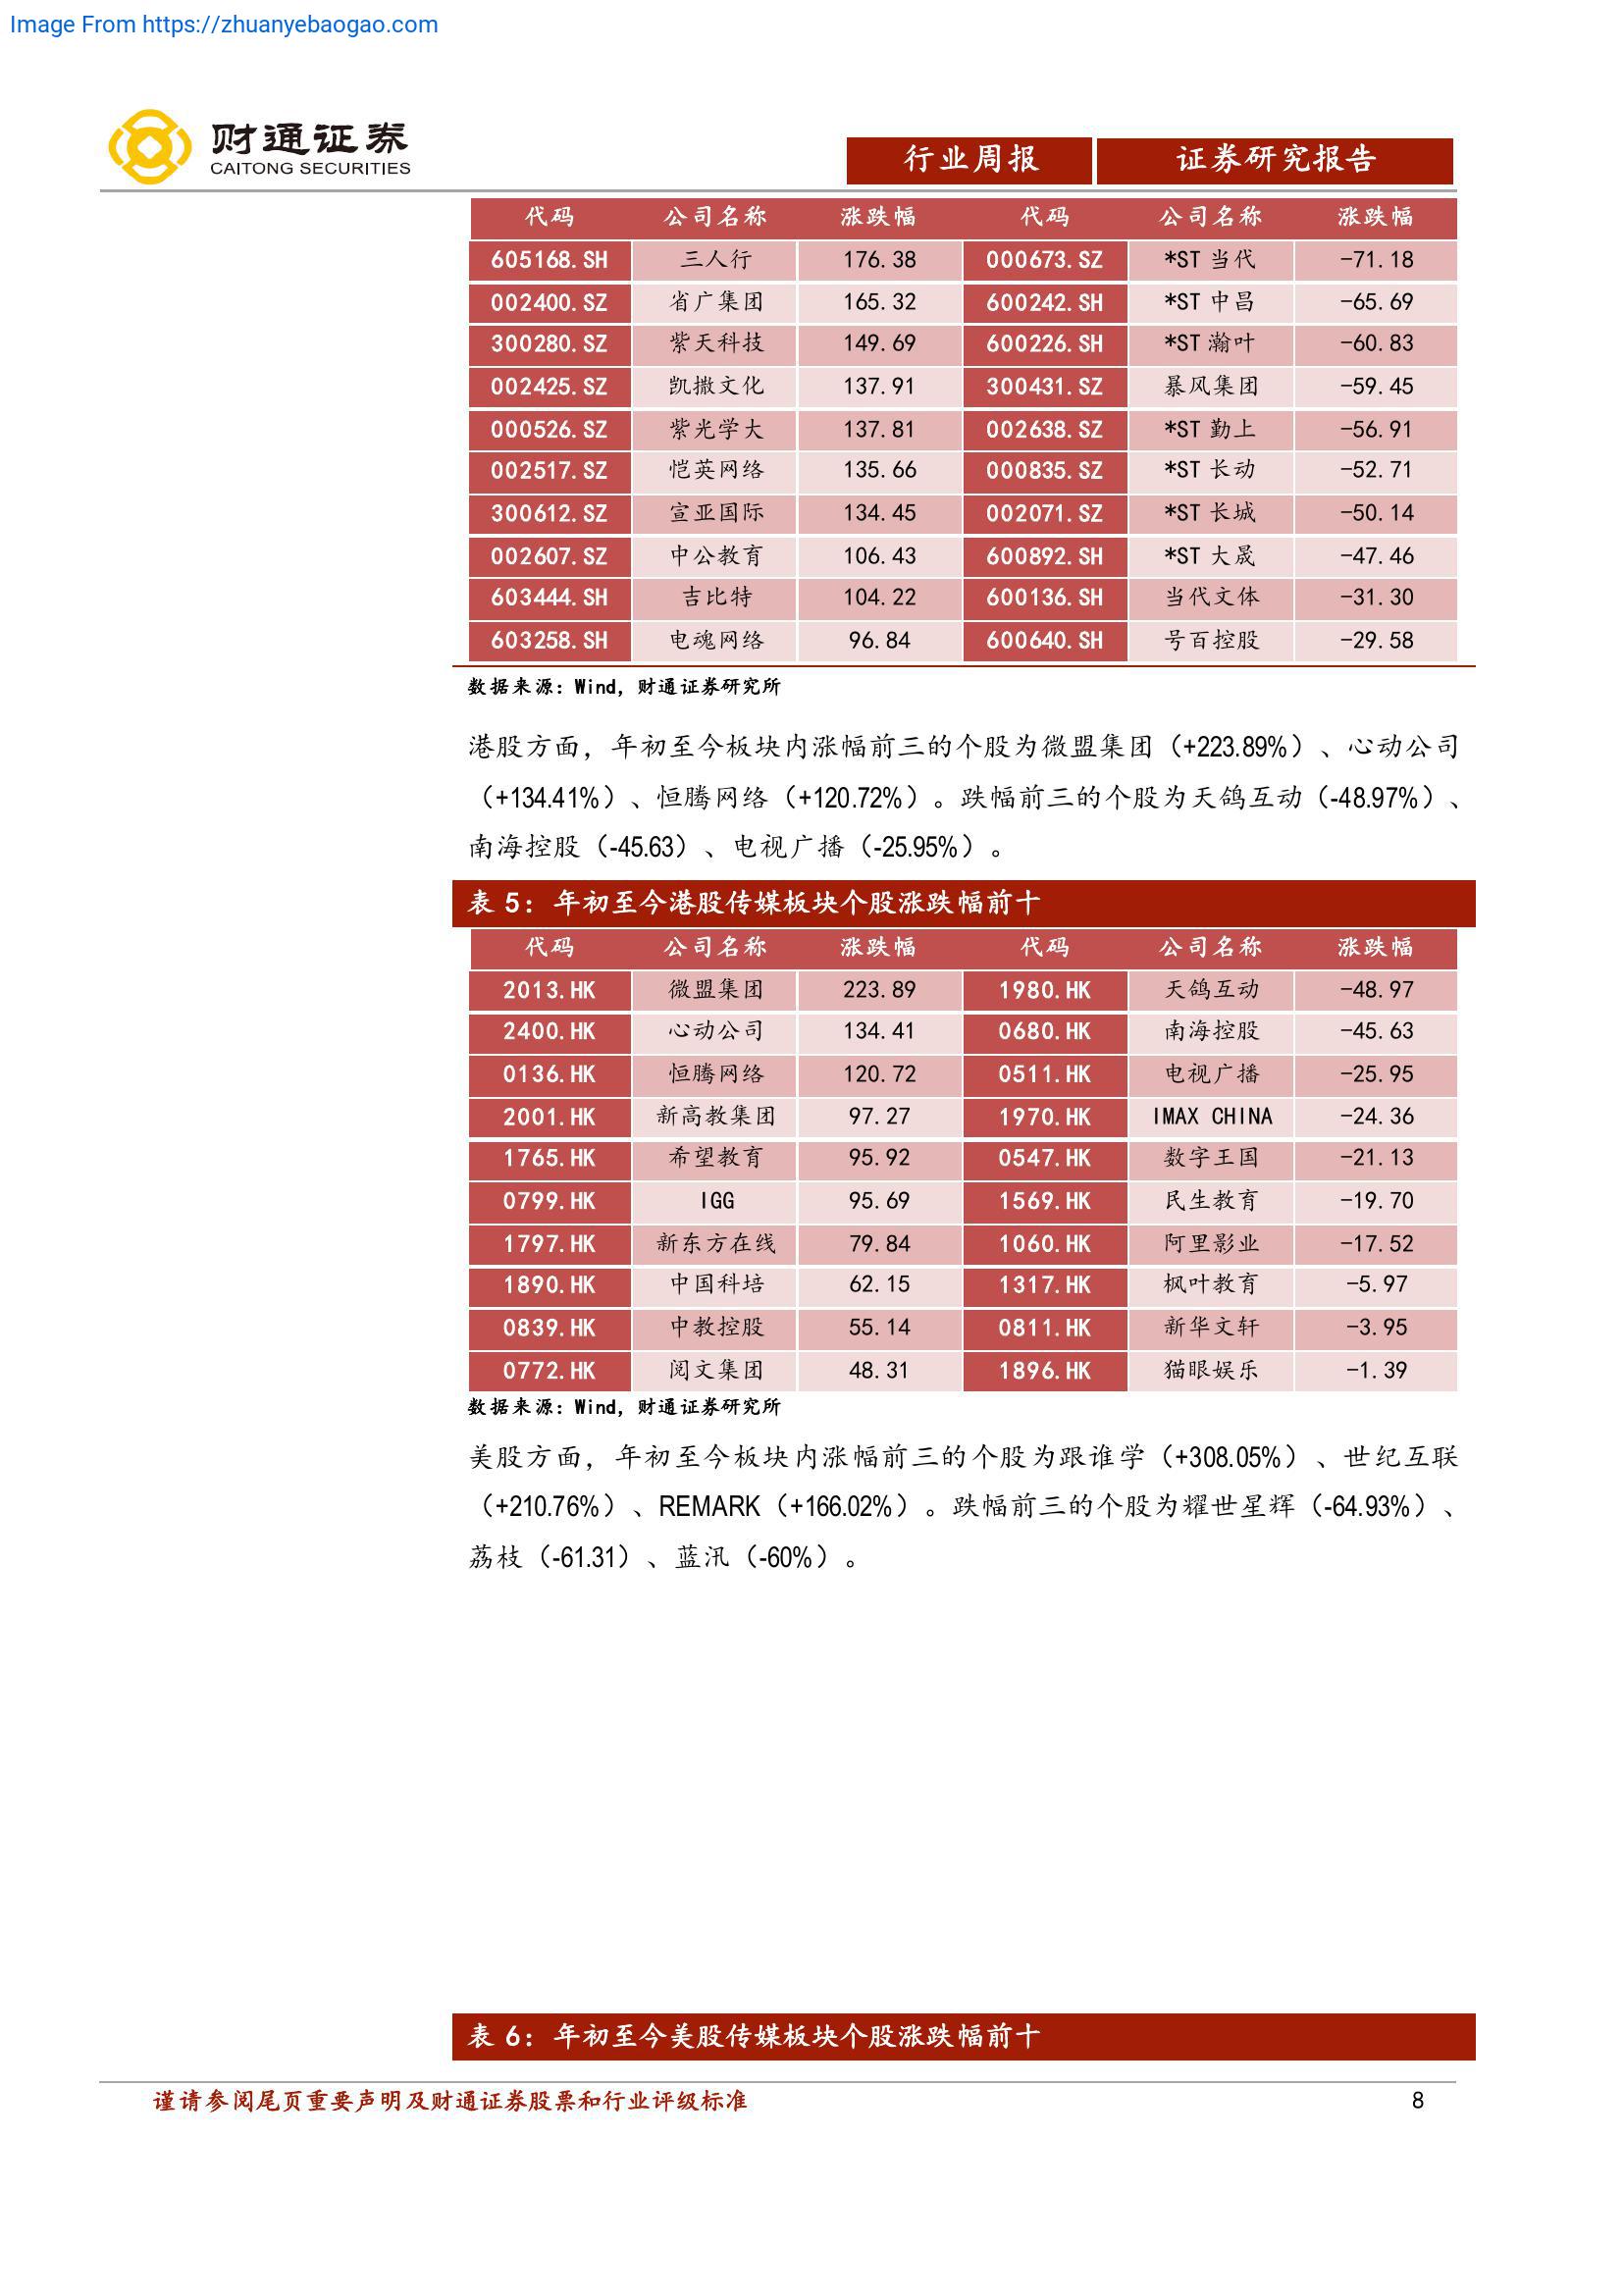 Image From https://zhuanyebaogao.com
财通证券
CAITONG SECURITIES
行业周报 证券研究报告
代码 公司名称 涨跌幅 代码 公司名称 涨跌幅
605168.SH 三人行 176.38 000673.SZ *ST 当代 -71.18
002400.SZ 省广集团 165.32 600242.SH *ST 中昌 -65.69
300280.SZ 紫天科技 149.69 600226.SH *ST 瀚叶 -60.83
002425.SZ 凯撒文化 137.91 300431.SZ 暴风集团 -59.45
000526.SZ 紫光学大 137.81 002638.SZ *ST 勤上 -56.91
002517.SZ 恺英网络 135.66 000835.SZ *ST 长动 -52.71
300612.SZ 宣亚国际 134.45 002071.SZ *ST 长城 -50.14
002607.SZ 中公教育 106.43 600892.SH *ST 大晟 -47.46
603444.SH 吉比特 104.22 600136.SH 当代文体 -31.30
603258.SH 电魂网络 96.84 600640.SH 号百控股 -29.58
数据来源：Wind，财通证券研究所
港股方面，年初至今板块内涨幅前三的个股为微盟集团（+223.89%）、心动公司
（+134.41%）、恒腾网络（+120.72%）。跌幅前三的个股为天鸽互动（-48.97%）、
南海控股（-45.63）、电视广播（-25.95%）。
表 5：年初至今港股传媒板块个股涨跌幅前十
代码 公司名称 涨跌幅 代码 公司名称 涨跌幅
2013.HK 微盟集团 223.89 1980.HK 天鸽互动 -48.97
2400.HK 心动公司 134.41 0680.HK 南海控股 -45.63
0136.HK 恒腾网络 120.72 0511.HK 电视广播 -25.95
2001.HK 新高教集团 97.27 1970.HK IMAX CHINA -24.36
1765.HK 希望教育 95.92 0547.HK 数字王国 -21.13
0799.HK IGG 95.69 1569.HK 民生教育 -19.70
1797.HK 新东方在线 79.84 1060.HK 阿里影业 -17.52
1890.HK 中国科培 62.15 1317.HK 枫叶教育 -5.97
0839.HK 中教控股 55.14 0811.HK 新华文轩 -3.95
0772.HK 阅文集团 48.31 1896.HK 猫眼娱乐 -1.39
数据来源：Wind，财通证券研究所
美股方面，年初至今板块内涨幅前三的个股为跟谁学（+308.05%）、世纪互联
（+210.76%）、REMARK（+166.02%）。跌幅前三的个股为耀世星辉（-64.93%）、
荔枝（-61.31）、蓝汛（-60%）。
表 6：年初至今美股传媒板块个股涨跌幅前十
谨请参阅尾页重要声明及财通证券股票和行业评级标准 8